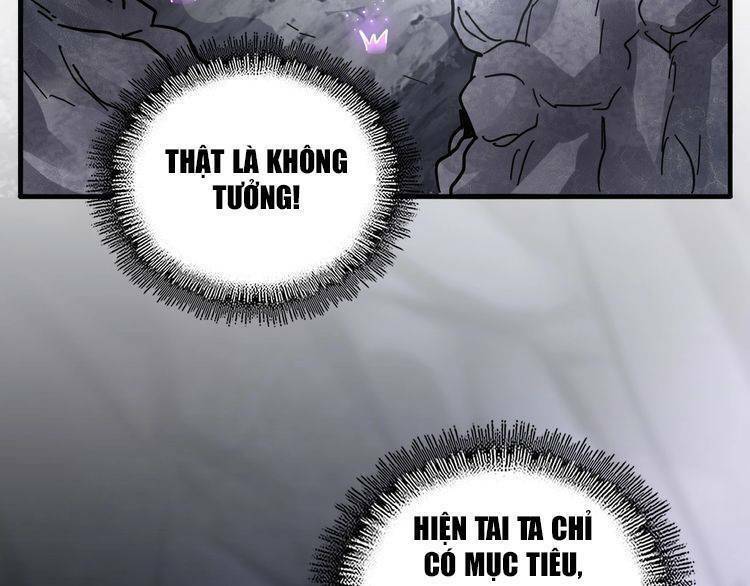 THẬT LÀ KHÔNG
TƯỞNG!
HIỆN TAI TA CHỈ
CÓ MỤC TIÊU,